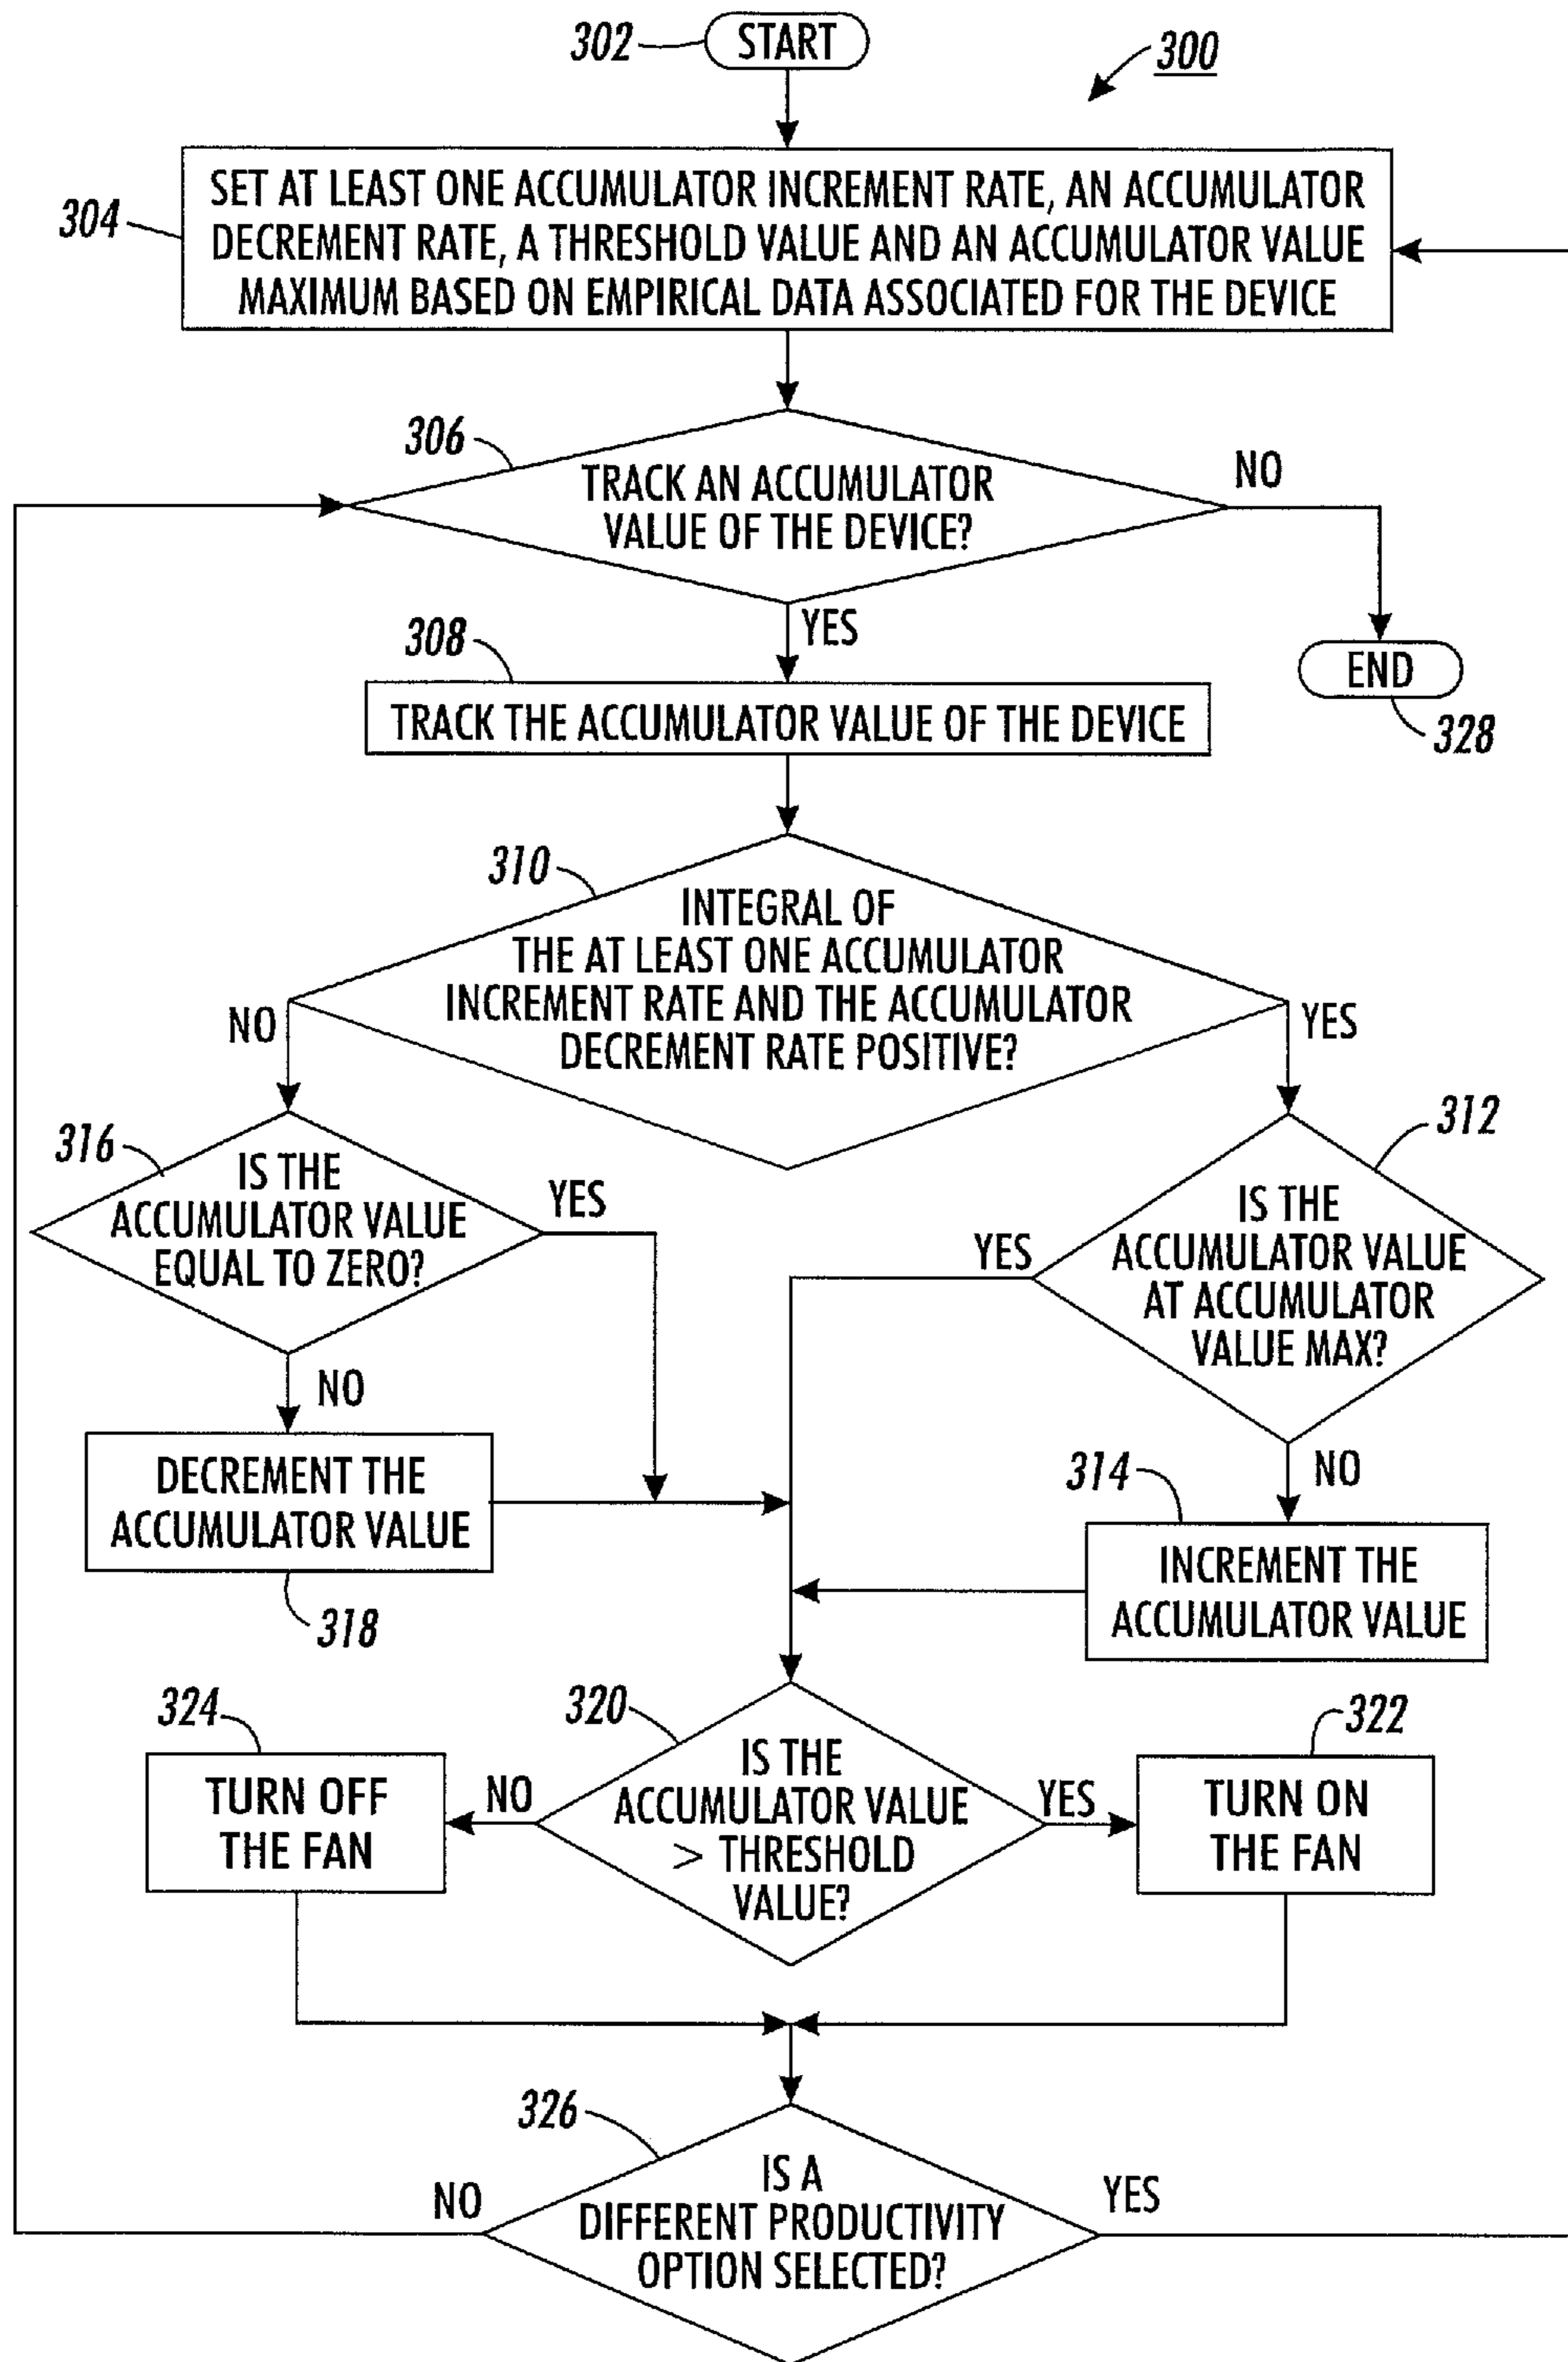 302
START
300
304
SET AT LEAST ONE ACCUMULATOR INCREMENT RATE, AN ACCUMULATOR
DECREMENT RATE, A THRESHOLD VALUE AND AN ACCUMULATOR VALUE
MAXIMUM BASED ON EMPIRICAL DATA ASSOCIATED FOR THE DEVICE
306
TRACK AN ACCUMULATOR
VALUE OF THE DEVICE?
NO
YES
END
328
308
TRACK THE ACCUMULATOR VALUE OF THE DEVICE
310
INTEGRAL OF
THE AT LEAST ONE ACCUMULATOR
INCREMENT RATE AND THE ACCUMULATOR
DECREMENT RATE POSITIVE?
NO
YES
316
IS THE
ACCUMULATOR VALUE
EQUAL TO ZERO?
YES
NO
312
IS THE
ACCUMULATOR VALUE
AT ACCUMULATOR
VALUE MAX?
YES
NO
DECREMENT THE
ACCUMULATOR VALUE
318
314
INCREMENT THE
ACCUMULATOR VALUE
320
IS THE
ACCUMULATOR VALUE
> THRESHOLD
VALUE?
NO
YES
324
TURN OFF
THE FAN
322
TURN ON
THE FAN
326
IS A
DIFFERENT PRODUCTIVITY
OPTION SELECTED?
NO
YES